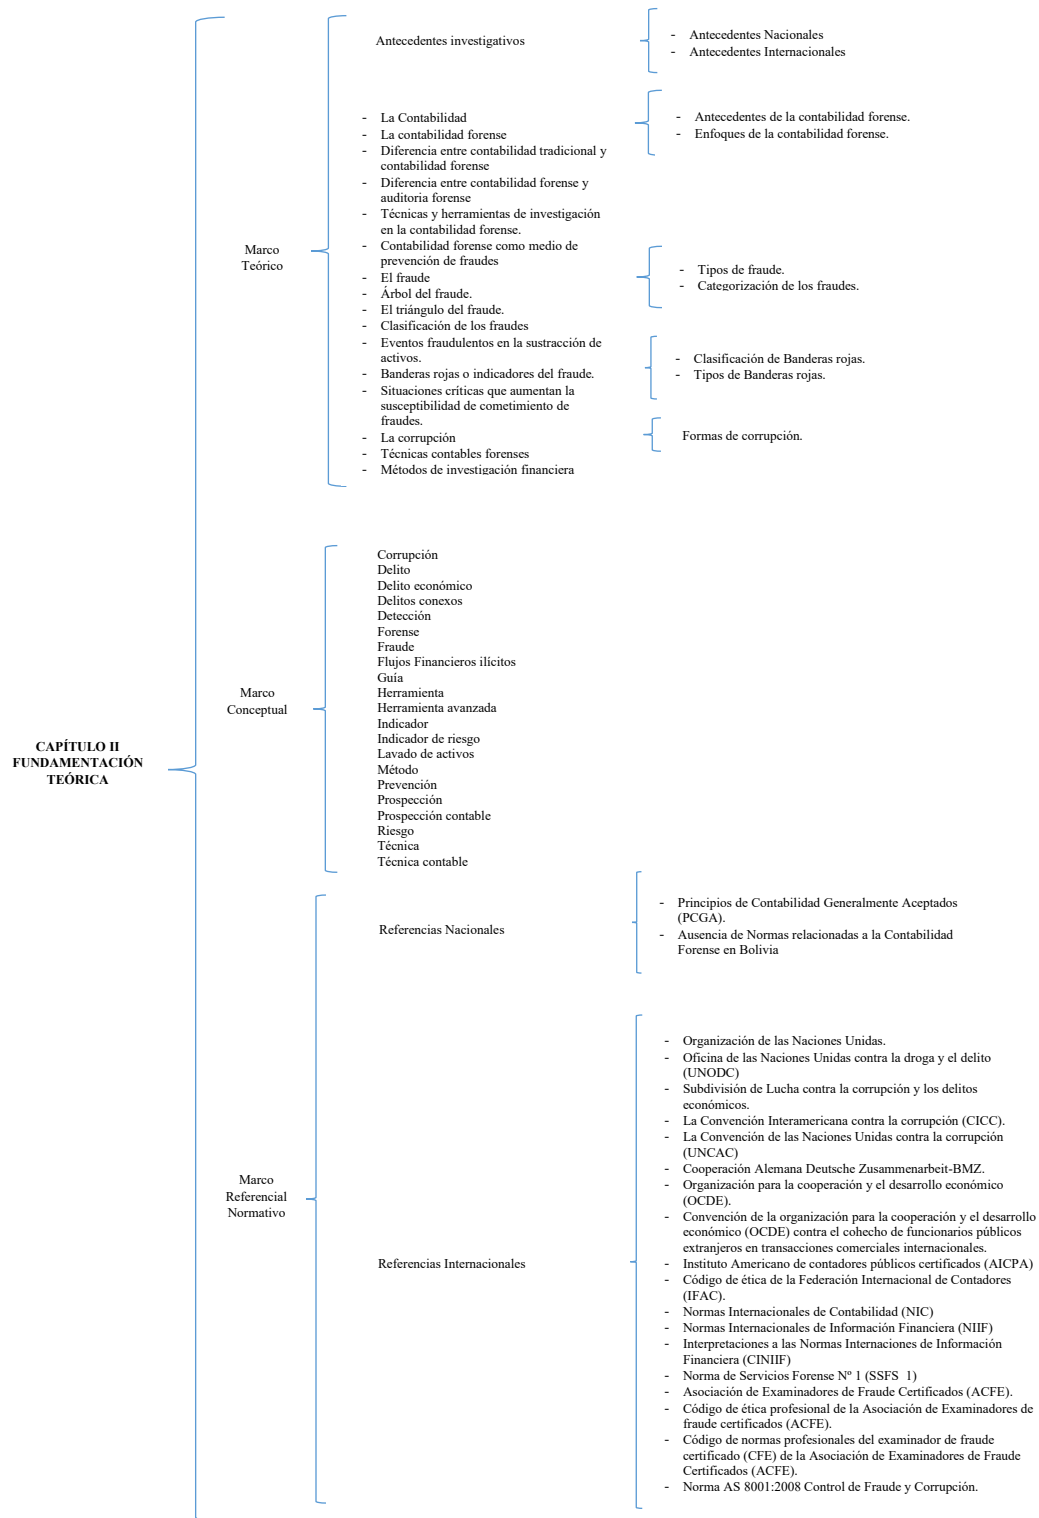 CAPÍTULO II
FUNDAMENTACIÓN
TEÓRICA
Marco
Teórico
Antecedentes investigativos
- Antecedentes Nacionales
- Antecedentes Internacionales
- La Contabilidad
- La contabilidad forense
- Diferencia entre contabilidad tradicional y
contabilidad forense
- Diferencia entre contabilidad forense y
auditoria forense
- Técnicas y herramientas de investigación
en la contabilidad forense.
- Contabilidad forense como medio de
prevención de fraudes
- El fraude
- Árbol del fraude.
- El triángulo del fraude.
- Clasificación de los fraudes
- Eventos fraudulentos en la sustracción de
activos.
- Banderas rojas o indicadores del fraude.
- Situaciones críticas que aumentan la
susceptibilidad de cometimiento de
fraudes.
- La corrupción
- Técnicas contables forenses
- Métodos de investigación financiera
- Antecedentes de la contabilidad forense.
- Enfoques de la contabilidad forense.
- Tipos de fraude.
- Categorización de los fraudes.
- Clasificación de Banderas rojas.
- Tipos de Banderas rojas.
Formas de corrupción.
Marco
Conceptual
Corrupción
Delito
Delito económico
Delitos conexos
Detección
Forense
Fraude
Flujos Financieros ilícitos
Guía
Herramienta
Herramienta avanzada
Indicador
Indicador de riesgo
Lavado de activos
Método
Prevención
Prospección
Prospección contable
Riesgo
Técnica
Técnica contable
Marco
Referencial
Normativo
Referencias Nacionales
- Principios de Contabilidad Generalmente Aceptados
(PCGA).
- Ausencia de Normas relacionadas a la Contabilidad
Forense en Bolivia
Referencias Internacionales
- Organización de las Naciones Unidas.
- Oficina de las Naciones Unidas contra la droga y el delito
(UNODC)
- Subdivisión de Lucha contra la corrupción y los delitos
económicos.
- La Convención Interamericana contra la corrupción (CICC).
- La Convención de las Naciones Unidas contra la corrupción
(UNCAC)
- Cooperación Alemana Deutsche Zusammenarbeit-BMZ.
- Organización para la cooperación y el desarrollo económico
(OCDE).
- Convención de la organización para la cooperación y el desarrollo
económico (OCDE) contra el cohecho de funcionarios públicos
extranjeros en transacciones comerciales internacionales.
- Instituto Americano de contadores públicos certificados (AICPA)
- Código de ética de la Federación Internacional de Contadores
(IFAC).
- Normas Internacionales de Contabilidad (NIC)
- Normas Internacionales de Información Financiera (NIIF)
- Interpretaciones a las Normas Internaciones de Información
Financiera (CINIIF)
- Norma de Servicios Forense Nº 1 (SSFS 1)
- Asociación de Examinadores de Fraude Certificados (ACFE).
- Código de ética profesional de la Asociación de Examinadores de
fraude certificados (ACFE).
- Código de normas profesionales del examinador de fraude
certificado (CFE) de la Asociación de Examinadores de Fraude
Certificados (ACFE).
- Norma AS 8001:2008 Control de Fraude y Corrupción.